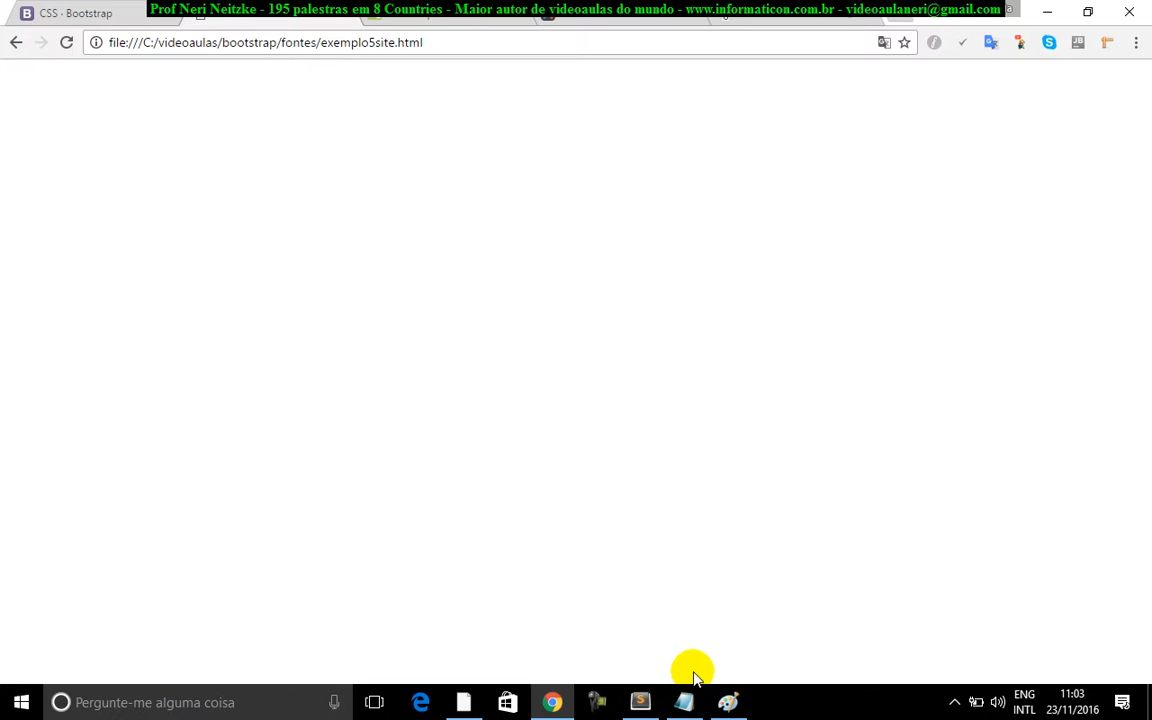 Prof Neri Neitzke - 195 palestras em 8 Countries - Maior autor de videoaulas do mundo - www.informaticon.com.br - videoaulaneri@gmail.com
CSS · Bootstrap
file:///C:/videoaulas/bootstrap/fontes/exemplo5site.html
JB
Pergunte-me alguma coisa
ENG
INTL
11:03
23/11/2016